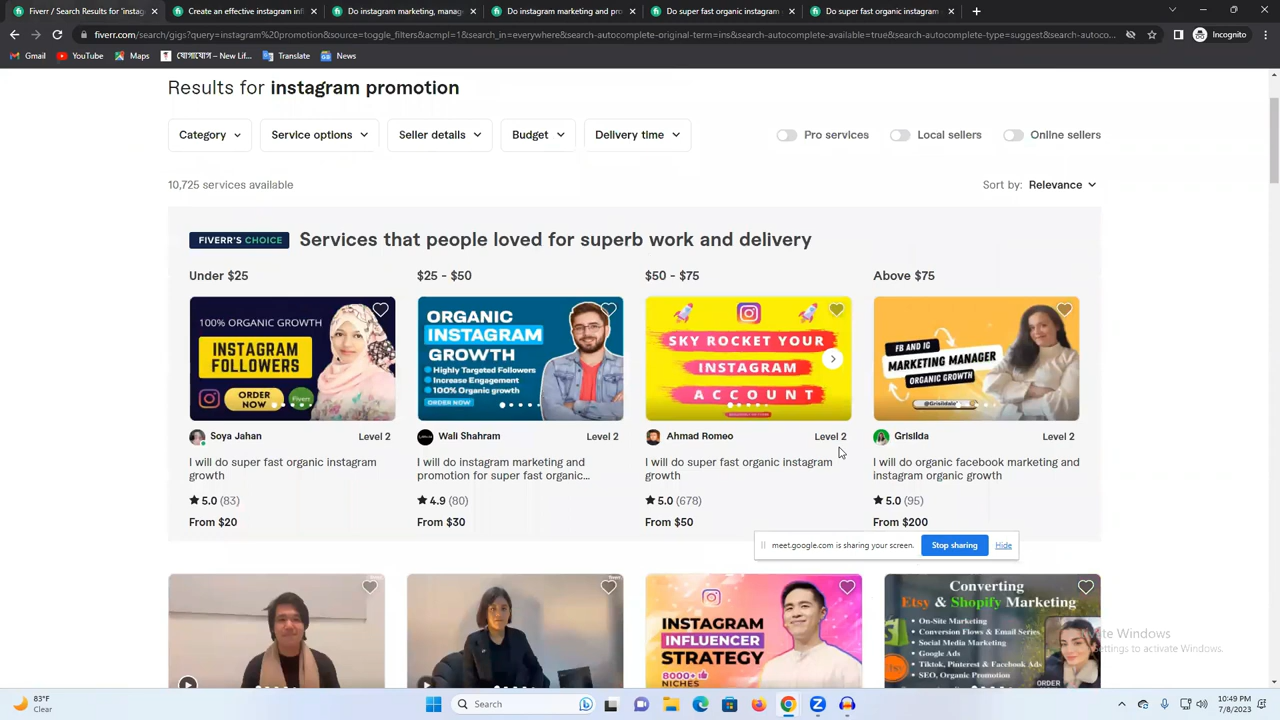 Fiverr / Search Results for 'instag
Create an effective instagram infl
Do instagram marketing, manag
Do instagram marketing and pro
Do super fast organic instagram
Do super fast organic instagram
fiverr.com/search/gigs?query=instagram%20promotion&source=toggle_filters&acmpl=1&search_in=everywhere&search-autocomplete-original-term=ins&search-autocomplete-available=true&search-autocomplete-type=suggest&search-autoco...
Incognito
Gmail
YouTube
Maps
যোগাযোগ – New Lif...
Translate
News
Results for instagram promotion
Category
Service options
Seller details
Budget
Delivery time
Pro services
Local sellers
Online sellers
10,725 services available
Sort by: Relevance
FIVERR'S CHOICE
Services that people loved for superb work and delivery
Under $25
$25 - $50
$50 - $75
Above $75
100% ORGANIC GROWTH
INSTAGRAM
FOLLOWERS
ORDER
NOW
Fiverr
ORGANIC
INSTAGRAM
GROWTH
Highly Targeted Followers
Increase Engagement
100% Organic growth
ORDER NOW
SKY ROCKET YOUR
INSTAGRAM
ACCOUNT
FB AND IG
MARKETING MANAGER
ORGANIC GROWTH
Soya Jahan
Level 2
Wali Shahram
Level 2
Ahmad Romeo
Level 2
Grisilda
Level 2
I will do super fast organic instagram
growth
I will do instagram marketing and
promotion for super fast organic...
I will do super fast organic instagram
growth
I will do organic facebook marketing and
instagram organic growth
5.0 (83)
4.9 (80)
5.0 (678)
5.0 (95)
From $20
From $30
From $50
From $200
meet.google.com is sharing your screen.
Stop sharing
Hide
INSTAGRAM
INFLUENCER
STRATEGY
8000+
NICHES
Converting
Etsy & Shopify Marketing
On-Site Marketing
Conversion Flows & Email Series
Social Media Marketing
Google Ads
Tiktok, Pinterest & Facebook Ads
SEO, Organic Promotion
ORDER
ate Windows
Settings to activate Windows.
83°F
Clear
Search
10:49 PM
7/8/2023